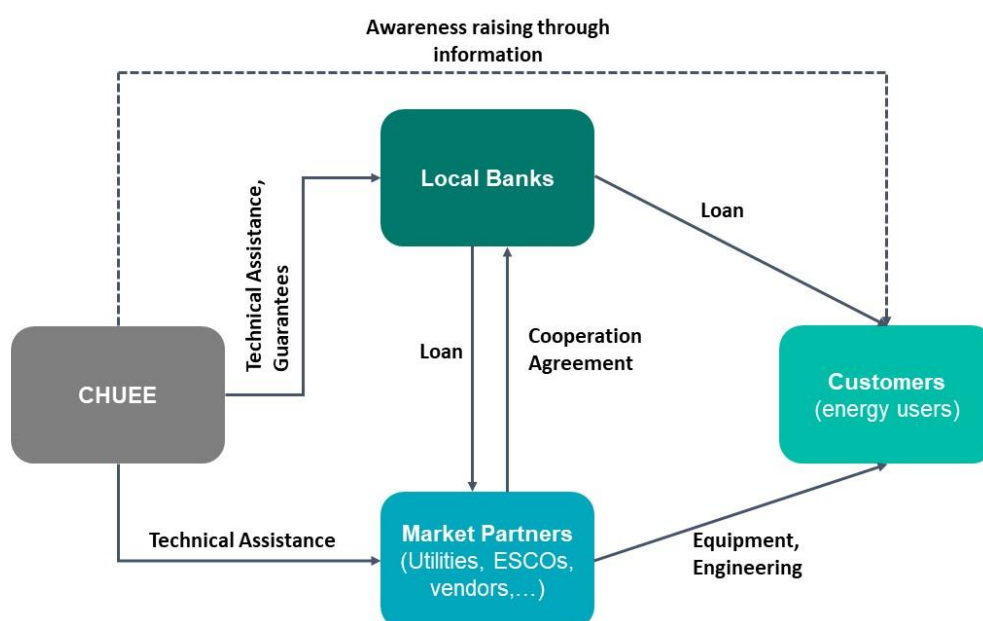 Awareness raising through
information
Local Banks
Technical Assistance,
Guarantees
Loan
Loan
Cooperation
Agreement
CHUEE
Customers
(energy users)
Technical Assistance
Market Partners
(Utilities, ESCOs,
vendors,...)
Equipment,
Engineering